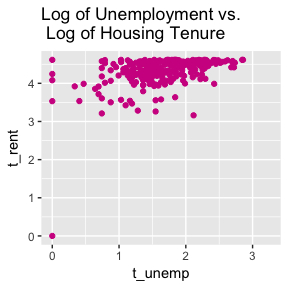 Log of Unemployment vs.
Log of Housing Tenure
t_rent
4
3
2
1
0
0 1 2 3
t_unemp